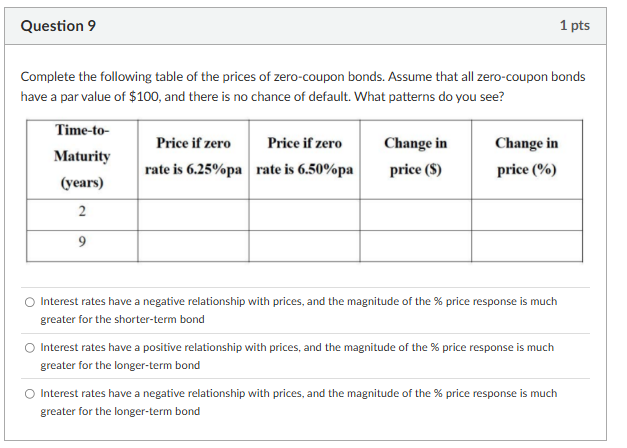 Question 9
1 pts
Complete the following table of the prices of zero-coupon bonds. Assume that all zero-coupon bonds
have a par value of $100, and there is no chance of default. What patterns do you see?
Time-to-
Maturity
(years)
Price if zero
rate is 6.25%pa
Price if zero
rate is 6.50%pa
Change in
price ($)
Change in
price (%)
2
9
Interest rates have a negative relationship with prices, and the magnitude of the % price response is much
greater for the shorter-term bond
Interest rates have a positive relationship with prices, and the magnitude of the % price response is much
greater for the longer-term bond
Interest rates have a negative relationship with prices, and the magnitude of the % price response is much
greater for the longer-term bond